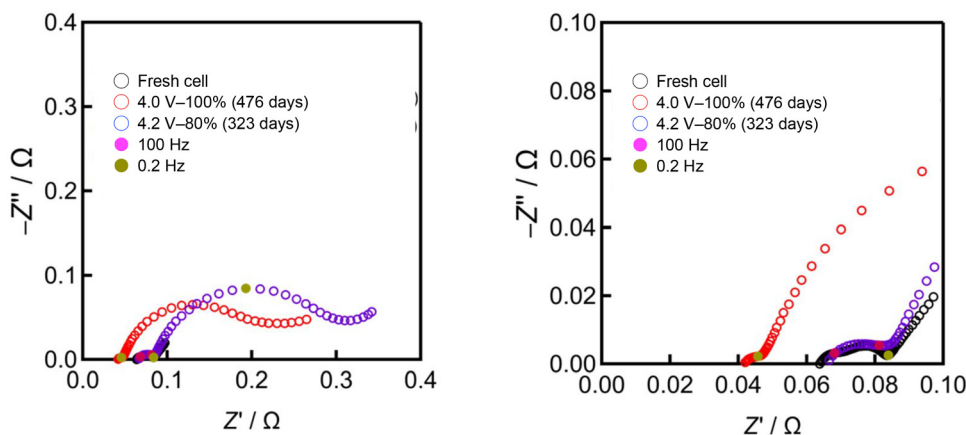 0.4
0.3
0.2
0.1
0.0
0.0
0.1
0.2
0.3
0.4
−Z″ / Ω
Z′ / Ω
Fresh cell
4.0 V–100% (476 days)
4.2 V–80% (323 days)
100 Hz
0.2 Hz
0.10
0.08
0.06
0.04
0.02
0.00
0.00
0.02
0.04
0.06
0.08
0.10
−Z″ / Ω
Z′ / Ω
Fresh cell
4.0 V–100% (476 days)
4.2 V–80% (323 days)
100 Hz
0.2 Hz